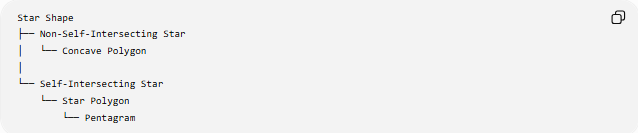 Star Shape
├── Non-Self-Intersecting Star
│   └── Concave Polygon
│
└── Self-Intersecting Star
    └── Star Polygon
        └── Pentagram